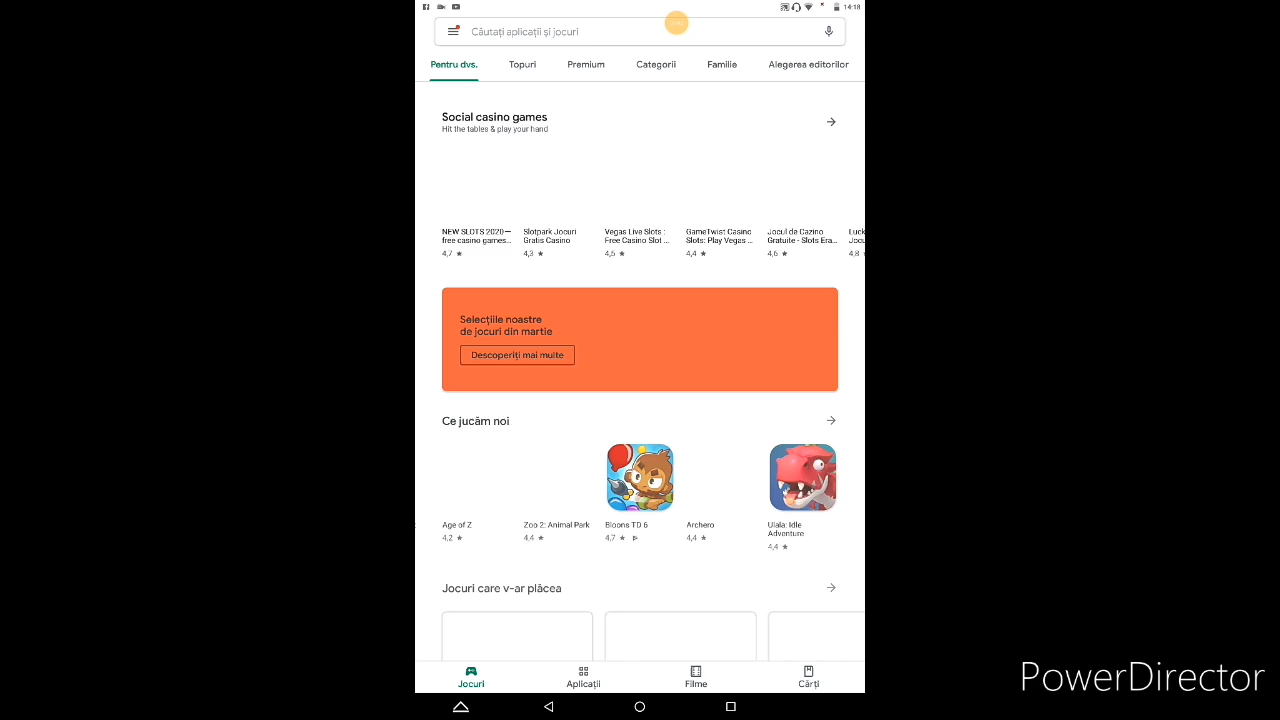 14:18
Căutați aplicații și jocuri
Pentru dvs. Topuri Premium Categorii Familie Alegerea editorilor
Social casino games
Hit the tables & play your hand
NEW SLOTS 2020—
free casino games...
4,7 ★
Slotpark Jocuri
Gratis Casino
4,3 ★
Vegas Live Slots :
Free Casino Slot ...
4,5 ★
GameTwist Casino
Slots: Play Vegas ...
4,4 ★
Jocul de Cazino
Gratuite - Slots Era...
4,6 ★
Luck
Jocu
4,8
Selecțiile noastre
de jocuri din martie
Descoperiți mai multe
Ce jucăm noi
Age of Z
4,2 ★
Zoo 2: Animal Park
4,4 ★
Bloons TD 6
4,7 ★
Archero
4,4 ★
Ulala: Idle
Adventure
4,4 ★
Jocuri care v-ar plăcea
Jocuri Aplicații Filme Cărți
PowerDirector